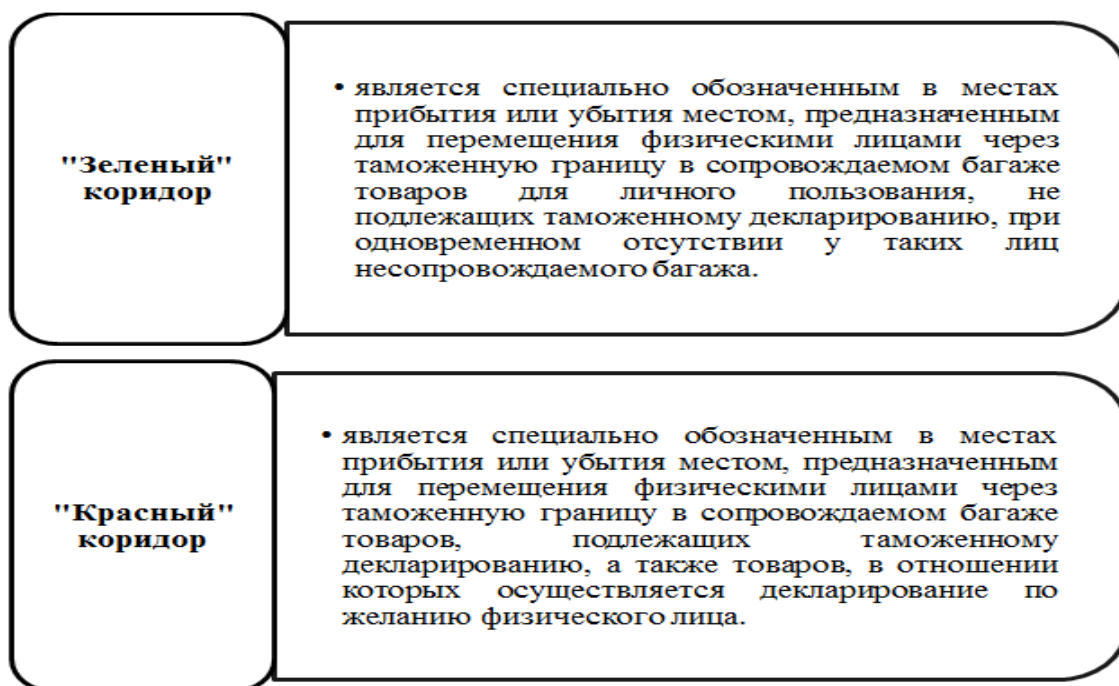 "Зеленый"
коридор
• является специально обозначенным в местах
прибытия или убытия местом, предназначенным
для перемещения физическими лицами через
таможенную границу в сопровождаемом багаже
товаров для личного пользования, не
подлежащих таможенному декларированию, при
одновременном отсутствии у таких лиц
несопровождаемого багажа.
"Красный"
коридор
• является специально обозначенным в местах
прибытия или убытия местом, предназначенным
для перемещения физическими лицами через
таможенную границу в сопровождаемом багаже
товаров, подлежащих таможенному
декларированию, а также товаров, в отношении
которых осуществляется декларирование по
желанию физического лица.